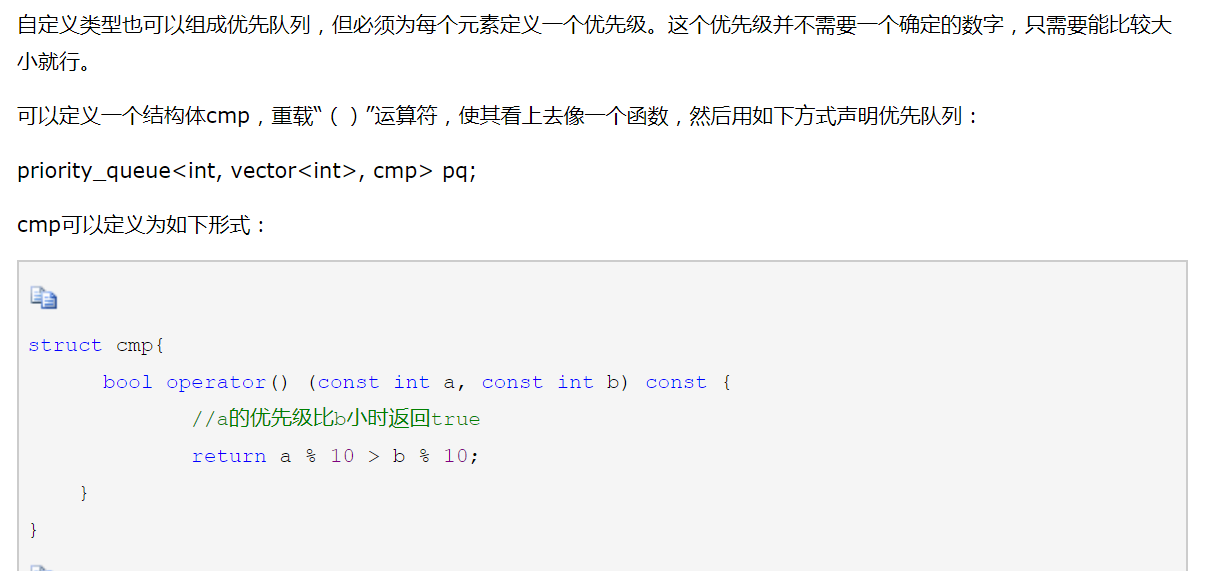 自定义类型也可以组成优先队列，但必须为每个元素定义一个优先级。这个优先级并不需要一个确定的数字，只需要能比较大
小就行。
可以定义一个结构体cmp，重载“（ ）”运算符，使其看上去像一个函数，然后用如下方式声明优先队列：
priority_queue<int, vector<int>, cmp> pq;
cmp可以定义为如下形式：
struct cmp{
bool operator() (const int a, const int b) const {
//a的优先级比b小时返回true
return a % 10 > b % 10;
}
}